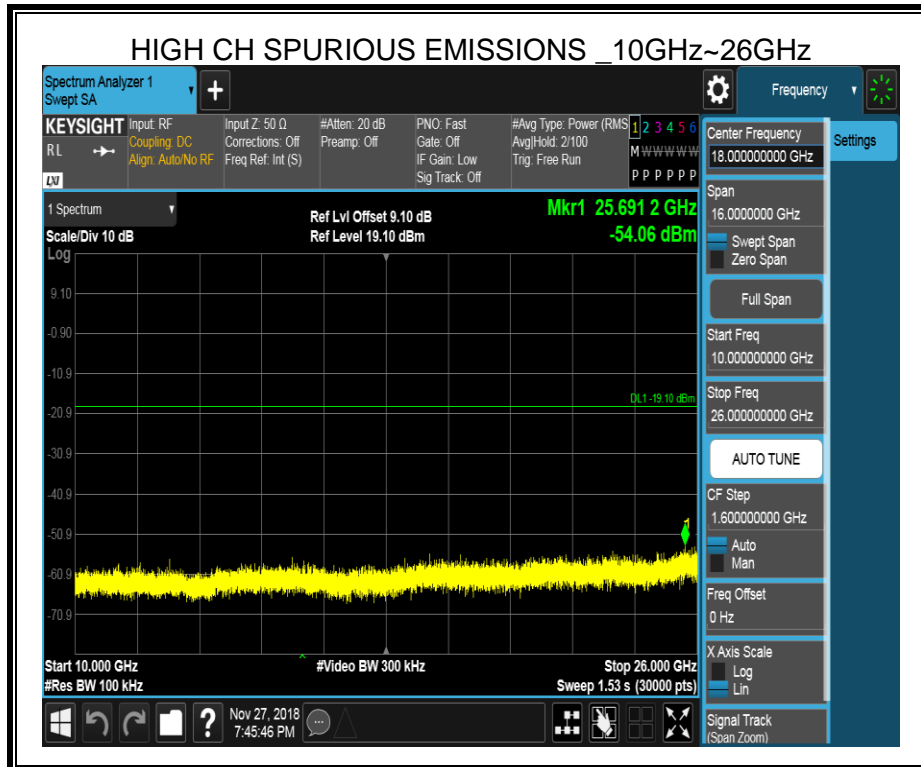 HIGH CH SPURIOUS EMISSIONS _10GHz~26GHz
Spectrum Analyzer 1
Swept SA
+
Frequency
KEYSIGHT
RL
LXI
Input: RF
Coupling: DC
Align: Auto/No RF
Input Z: 50 Ω
Corrections: Off
Freq Ref: Int (S)
#Atten: 20 dB
Preamp: Off
PNO: Fast
Gate: Off
IF Gain: Low
Sig Track: Off
#Avg Type: Power (RMS
Avg|Hold: 2/100
Trig: Free Run
1 2 3 4 5 6
M W W W W W
P P P P P P
1 Spectrum
Scale/Div 10 dB
Ref Lvl Offset 9.10 dB
Ref Level 19.10 dBm
Mkr1 25.691 2 GHz
-54.06 dBm
Log
9.10
-0.90
-10.9
-20.9
-30.9
-40.9
-50.9
-60.9
-70.9
DL1 -19.10 dBm
1
Start 10.000 GHz
#Res BW 100 kHz
#Video BW 300 kHz
Stop 26.000 GHz
Sweep 1.53 s (30000 pts)
?
Nov 27, 2018
7:45:46 PM
Center Frequency
18.000000000 GHz
Settings
Span
16.0000000 GHz
Swept Span
Zero Span
Full Span
Start Freq
10.000000000 GHz
Stop Freq
26.000000000 GHz
AUTO TUNE
CF Step
1.600000000 GHz
Auto
Man
Freq Offset
0 Hz
X Axis Scale
Log
Lin
Signal Track
(Span Zoom)